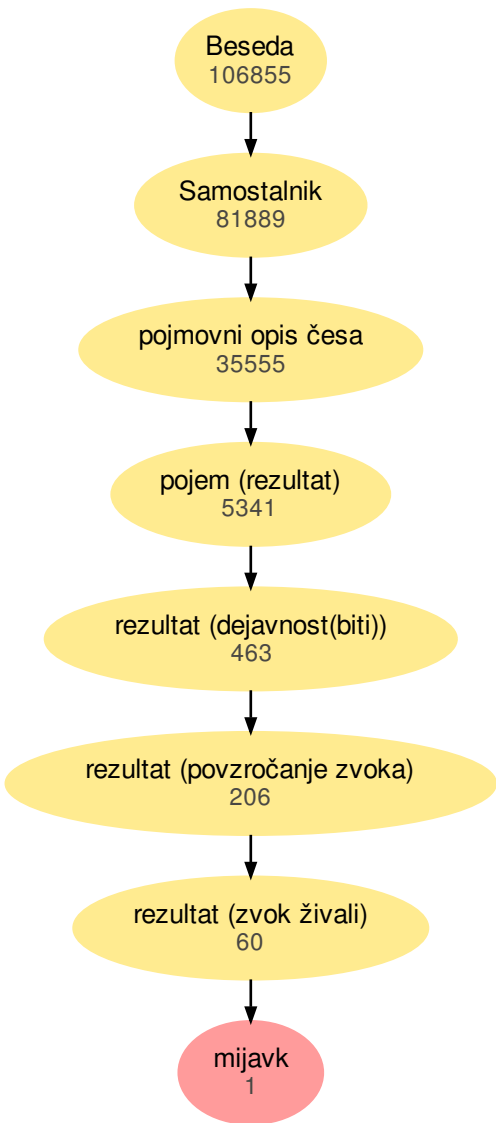 Beseda
106855
Samostalnik
81889
pojmovni opis česa
35555
pojem (rezultat)
5341
rezultat (dejavnost(biti))
463
rezultat (povzročanje zvoka)
206
rezultat (zvok živali)
60
mijavk
1